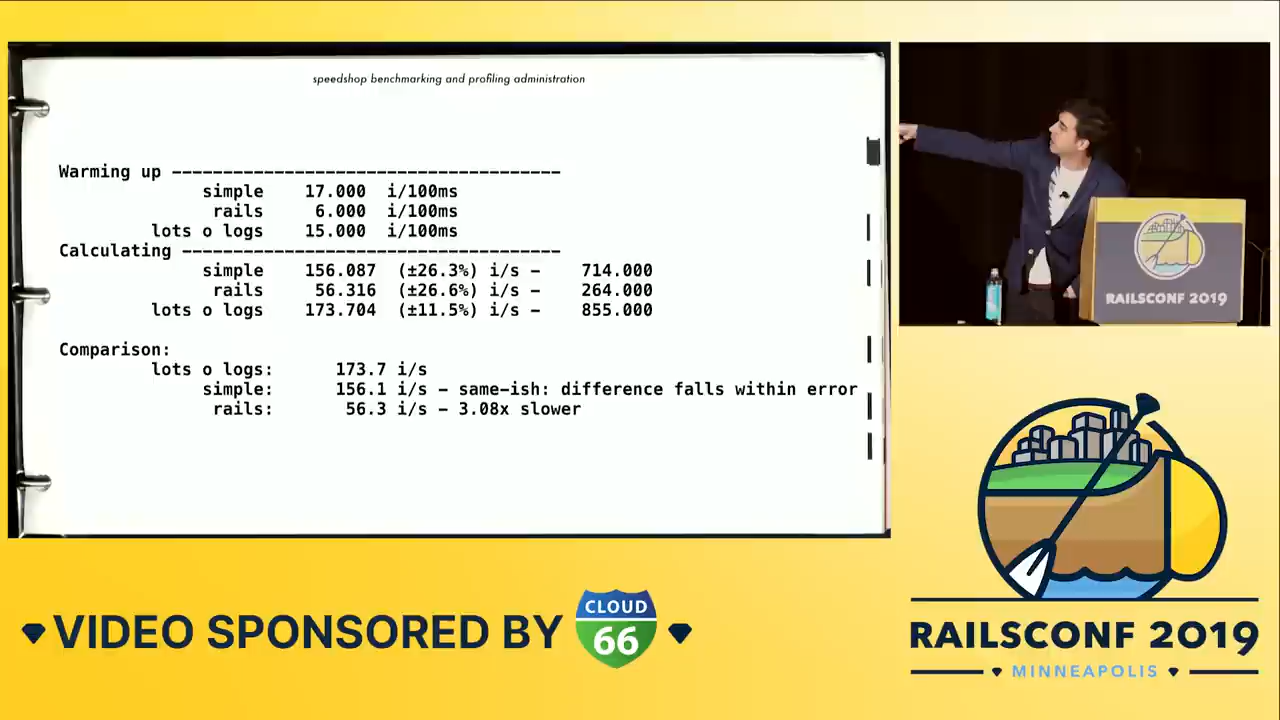 speedshop benchmarking and profiling administration
Warming up --------------------------------------
simple 17.000 i/100ms
rails 6.000 i/100ms
lots o logs 15.000 i/100ms
Calculating -------------------------------------
simple 156.087 (±26.3%) i/s - 714.000
rails 56.316 (±26.6%) i/s - 264.000
lots o logs 173.704 (±11.5%) i/s - 855.000
Comparison:
lots o logs: 173.7 i/s
simple: 156.1 i/s - same-ish: difference falls within error
rails: 56.3 i/s - 3.08x slower
RAILSCONF 2019
VIDEO SPONSORED BY
CLOUD
66
RAILSCONF 2019
MINNEAPOLIS